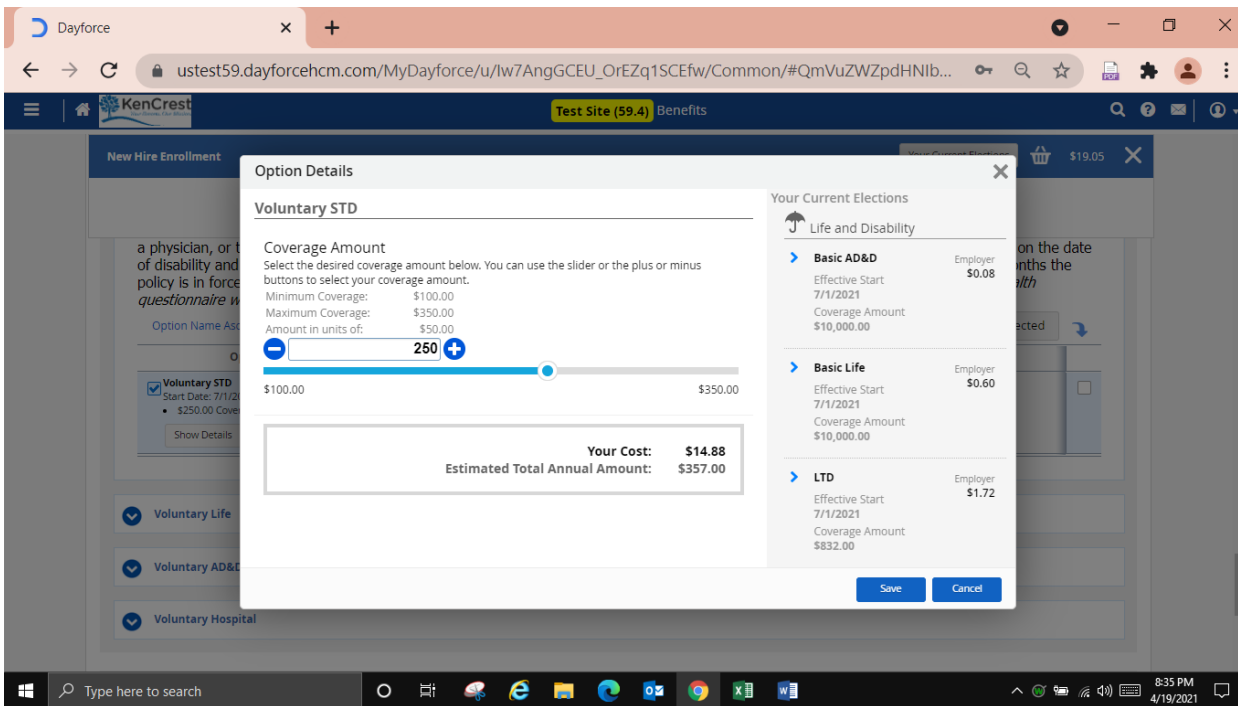 Dayforce
ustest59.dayforcehcm.com/MyDayforce/u/Iw7AngGCEU_OrEZq1SCEfw/Common/#QmVuZWZpdHNIb...
KenCrest
Test Site (59.4) Benefits
New Hire Enrollment
Your Current Elections
$19.05
Option Details
Voluntary STD
Coverage Amount
Select the desired coverage amount below. You can use the slider or the plus or minus
buttons to select your coverage amount.
Minimum Coverage: $100.00
Maximum Coverage: $350.00
Amount in units of: $50.00
250
$100.00 $350.00
Your Cost: $14.88
Estimated Total Annual Amount: $357.00
Your Current Elections
Life and Disability
Basic AD&D Employer
$0.08
Effective Start
7/1/2021
Coverage Amount
$10,000.00
Basic Life Employer
$0.60
Effective Start
7/1/2021
Coverage Amount
$10,000.00
LTD Employer
$1.72
Effective Start
7/1/2021
Coverage Amount
$832.00
Save Cancel
a physician, or t
of disability and
policy is in force
questionnaire w
on the date
onths the
alth
Option Name Asc
ected
O
Voluntary STD
Start Date: 7/1/20
$250.00 Cove
Show Details
Voluntary Life
Voluntary AD&D
Voluntary Hospital
Type here to search
8:35 PM
4/19/2021